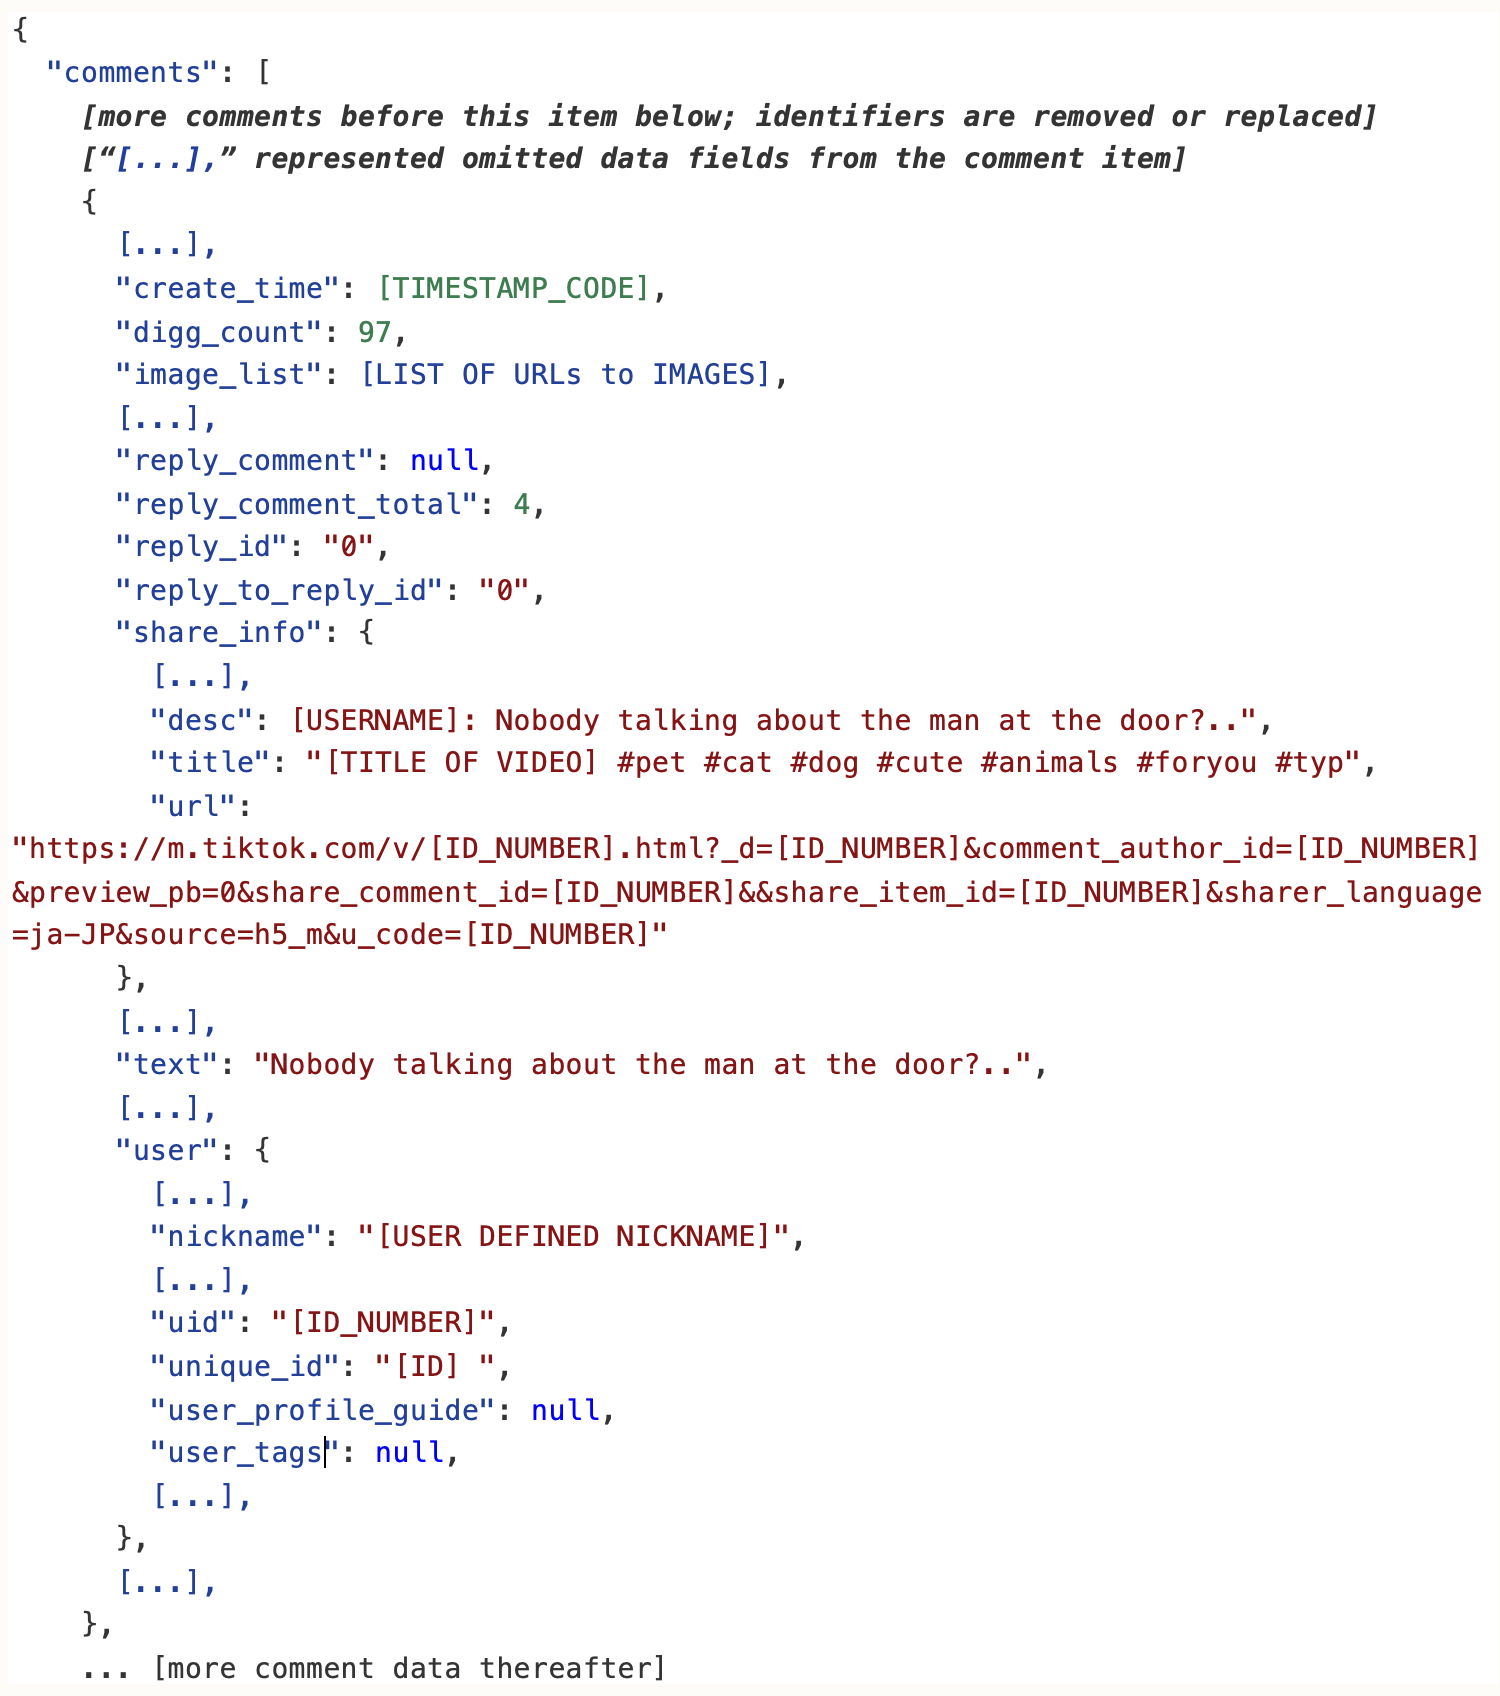 {
"comments": [
[more comments before this item below; identifiers are removed or replaced]
[“[...],” represented omitted data fields from the comment item]
{
[...],
"create_time": [TIMESTAMP_CODE],
"digg_count": 97,
"image_list": [LIST OF URLs to IMAGES],
[...],
"reply_comment": null,
"reply_comment_total": 4,
"reply_id": "0",
"reply_to_reply_id": "0",
"share_info": {
[...],
"desc": [USERNAME]: Nobody talking about the man at the door?..",
"title": "[TITLE OF VIDEO] #pet #cat #dog #cute #animals #foryou #typ",
"url":
"https://m.tiktok.com/v/[ID_NUMBER].html?_d=[ID_NUMBER]&comment_author_id=[ID_NUMBER]
&preview_pb=0&share_comment_id=[ID_NUMBER]&&share_item_id=[ID_NUMBER]&sharer_language
=ja-JP&source=h5_m&u_code=[ID_NUMBER]"
},
[...],
"text": "Nobody talking about the man at the door?..",
[...],
"user": {
[...],
"nickname": "[USER DEFINED NICKNAME]",
[...],
"uid": "[ID_NUMBER]",
"unique_id": "[ID] ",
"user_profile_guide": null,
"user_tags": null,
[...],
},
[...],
},
... [more comment data thereafter]